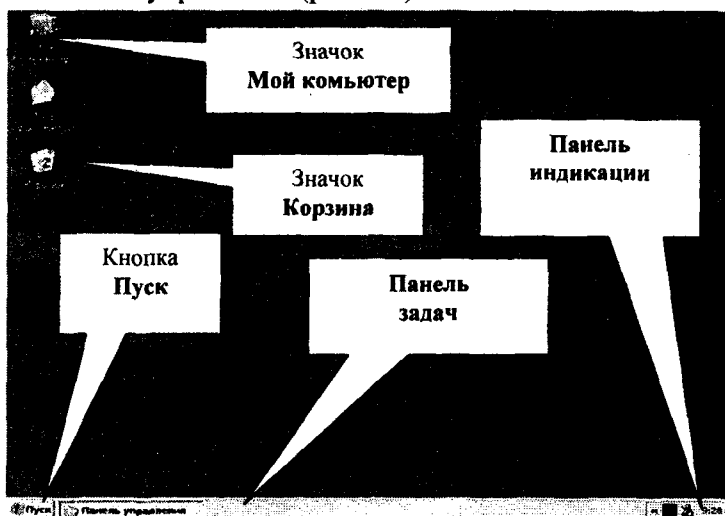 Значок
Мой комьютер
Значок
Корзина
Панель
индикации
Кнопка
Пуск
Панель
задач
Пуск
Панель управления